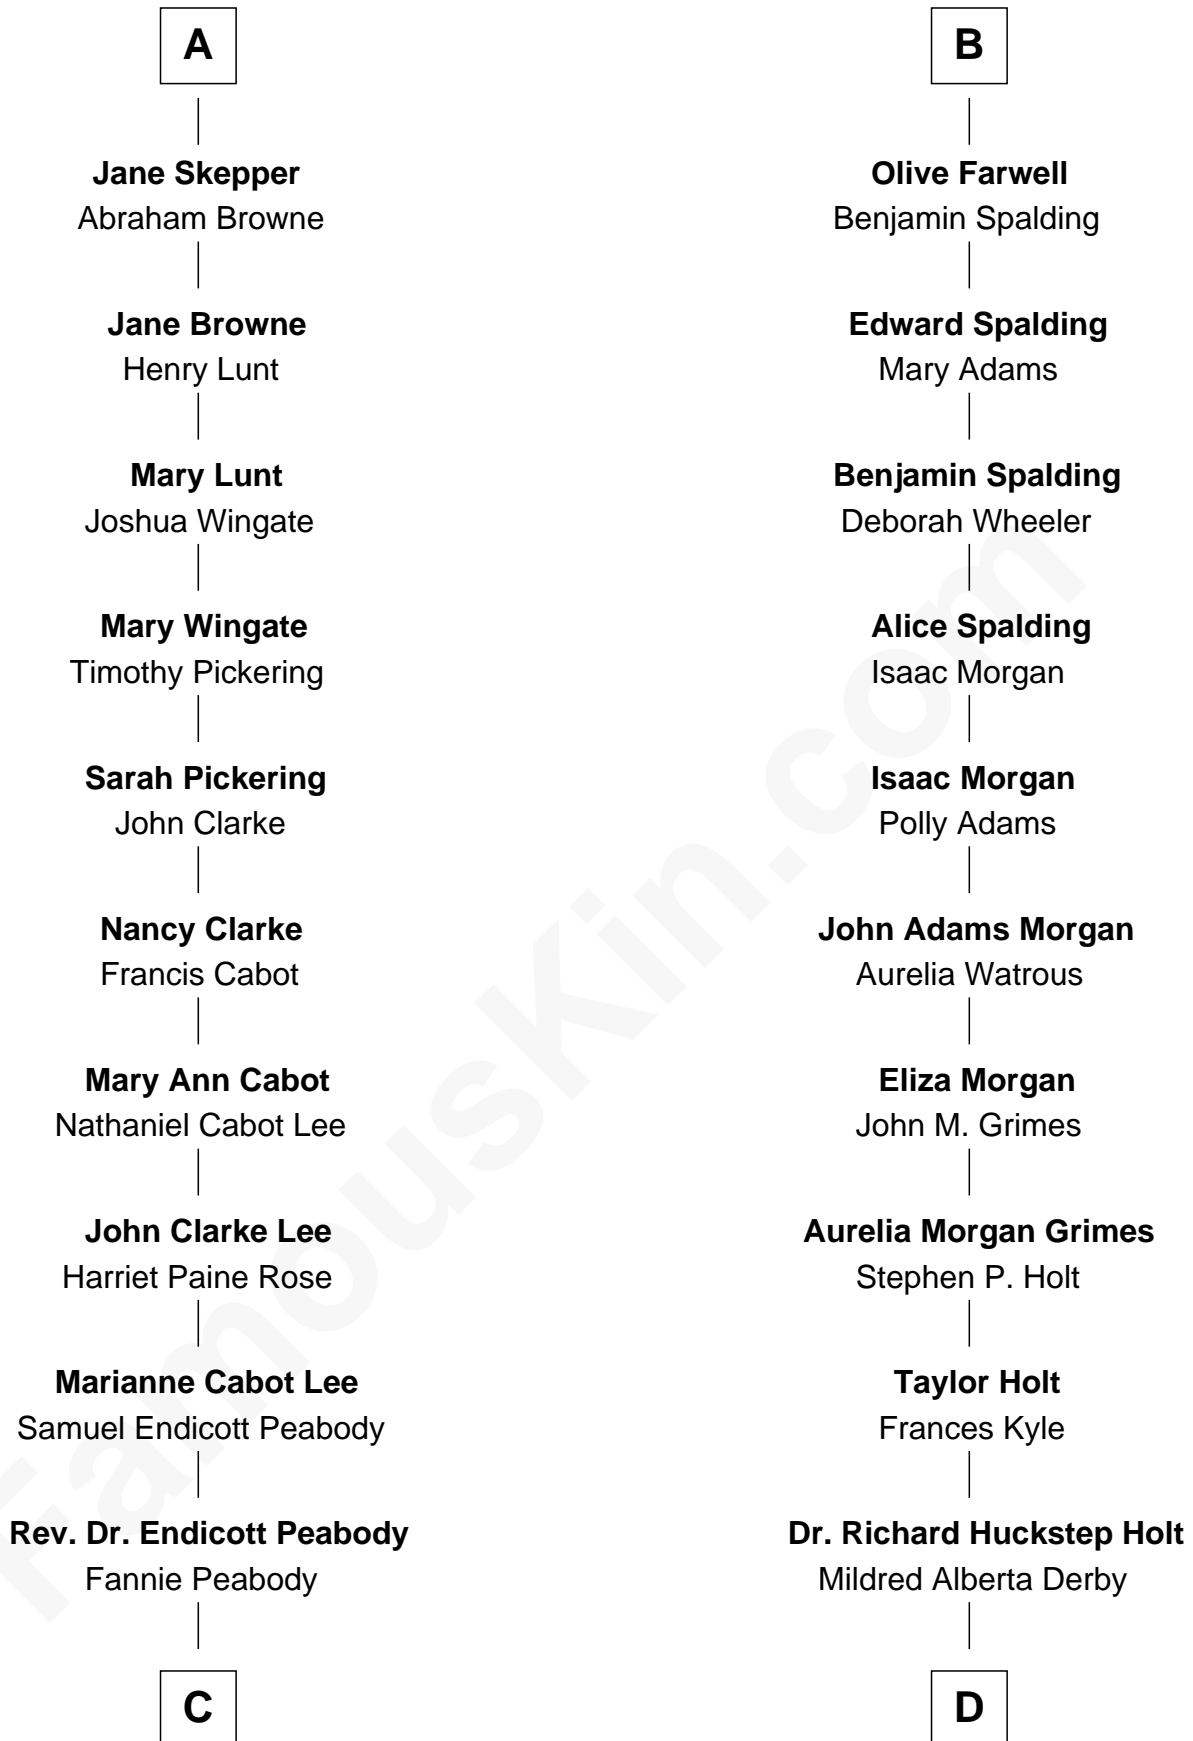 A
Jane Skepper
Abraham Browne
Jane Browne
Henry Lunt
Mary Lunt
Joshua Wingate
Mary Wingate
Timothy Pickering
Sarah Pickering
John Clarke
Nancy Clarke
Francis Cabot
Mary Ann Cabot
Nathaniel Cabot Lee
John Clarke Lee
Harriet Paine Rose
Marianne Cabot Lee
Samuel Endicott Peabody
Rev. Dr. Endicott Peabody
Fannie Peabody
C
B
Olive Farwell
Benjamin Spalding
Edward Spalding
Mary Adams
Benjamin Spalding
Deborah Wheeler
Alice Spalding
Isaac Morgan
Isaac Morgan
Polly Adams
John Adams Morgan
Aurelia Watrous
Eliza Morgan
John M. Grimes
Aurelia Morgan Grimes
Stephen P. Holt
Taylor Holt
Frances Kyle
Dr. Richard Huckstep Holt
Mildred Alberta Derby
D
FamousKin.com